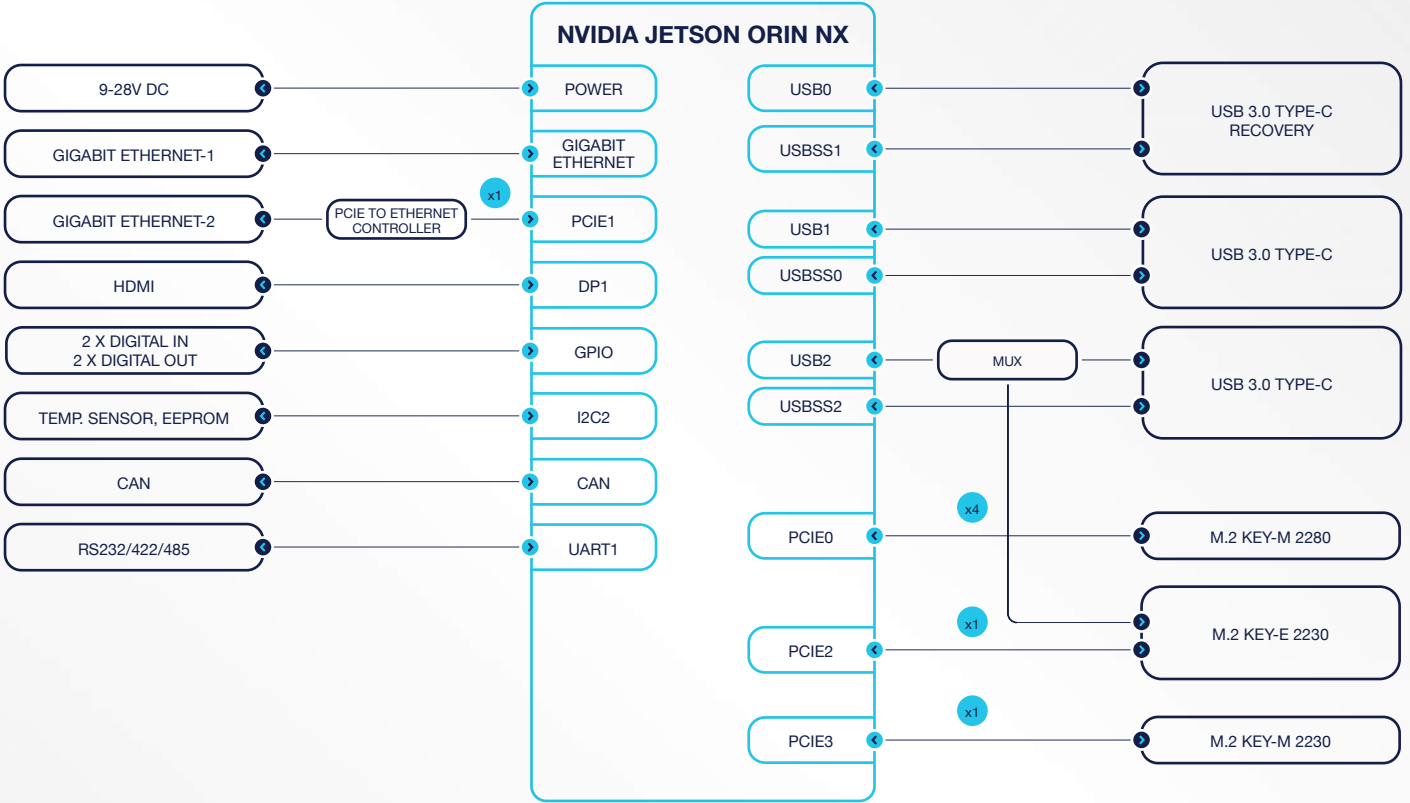 NVIDIA JETSON ORIN NX
9-28V DC
POWER
GIGABIT ETHERNET-1
GIGABIT
ETHERNET
GIGABIT ETHERNET-2
PCIE TO ETHERNET
CONTROLLER
x1
PCIE1
HDMI
DP1
2 X DIGITAL IN
2 X DIGITAL OUT
GPIO
TEMP. SENSOR, EEPROM
I2C2
CAN
CAN
RS232/422/485
UART1
USB0
USBSS1
USB 3.0 TYPE-C
RECOVERY
USB1
USBSS0
USB 3.0 TYPE-C
USB2
MUX
USBSS2
USB 3.0 TYPE-C
PCIE0
x4
M.2 KEY-M 2280
PCIE2
x1
M.2 KEY-E 2230
PCIE3
x1
M.2 KEY-M 2230